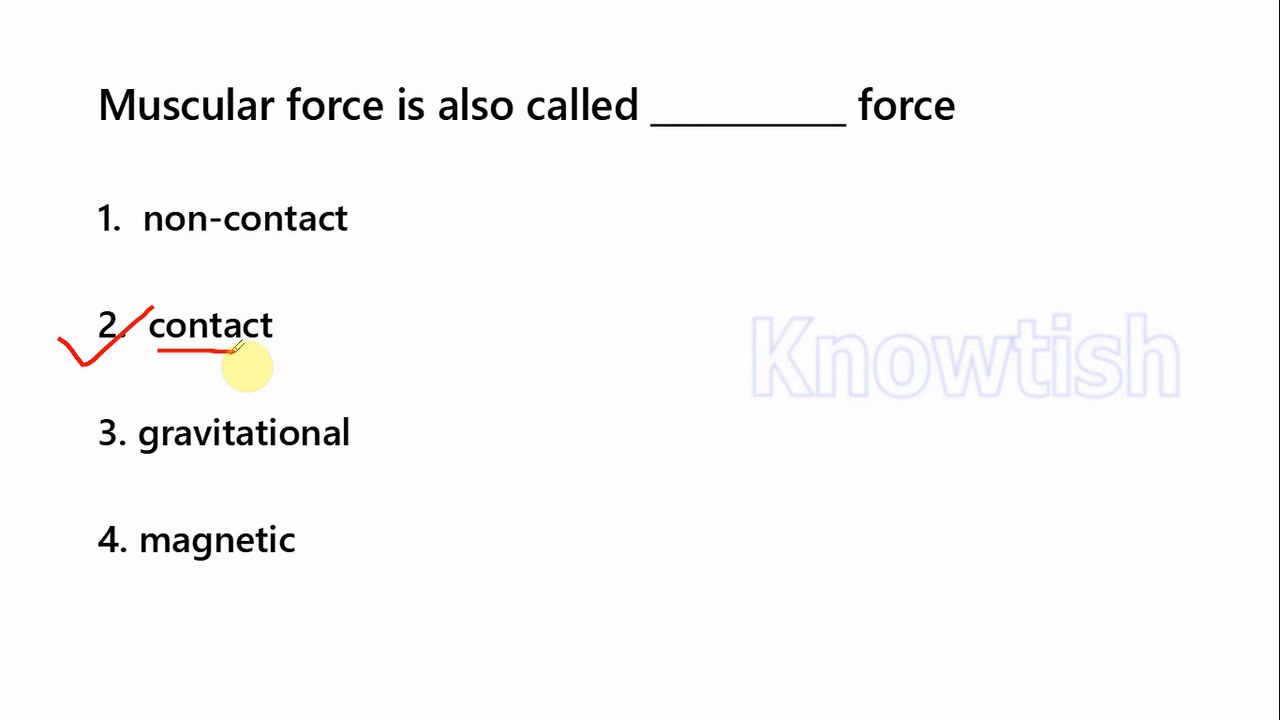 Muscular force is also called __________ force
1. non-contact
2. contact
Knowtish
3. gravitational
4. magnetic